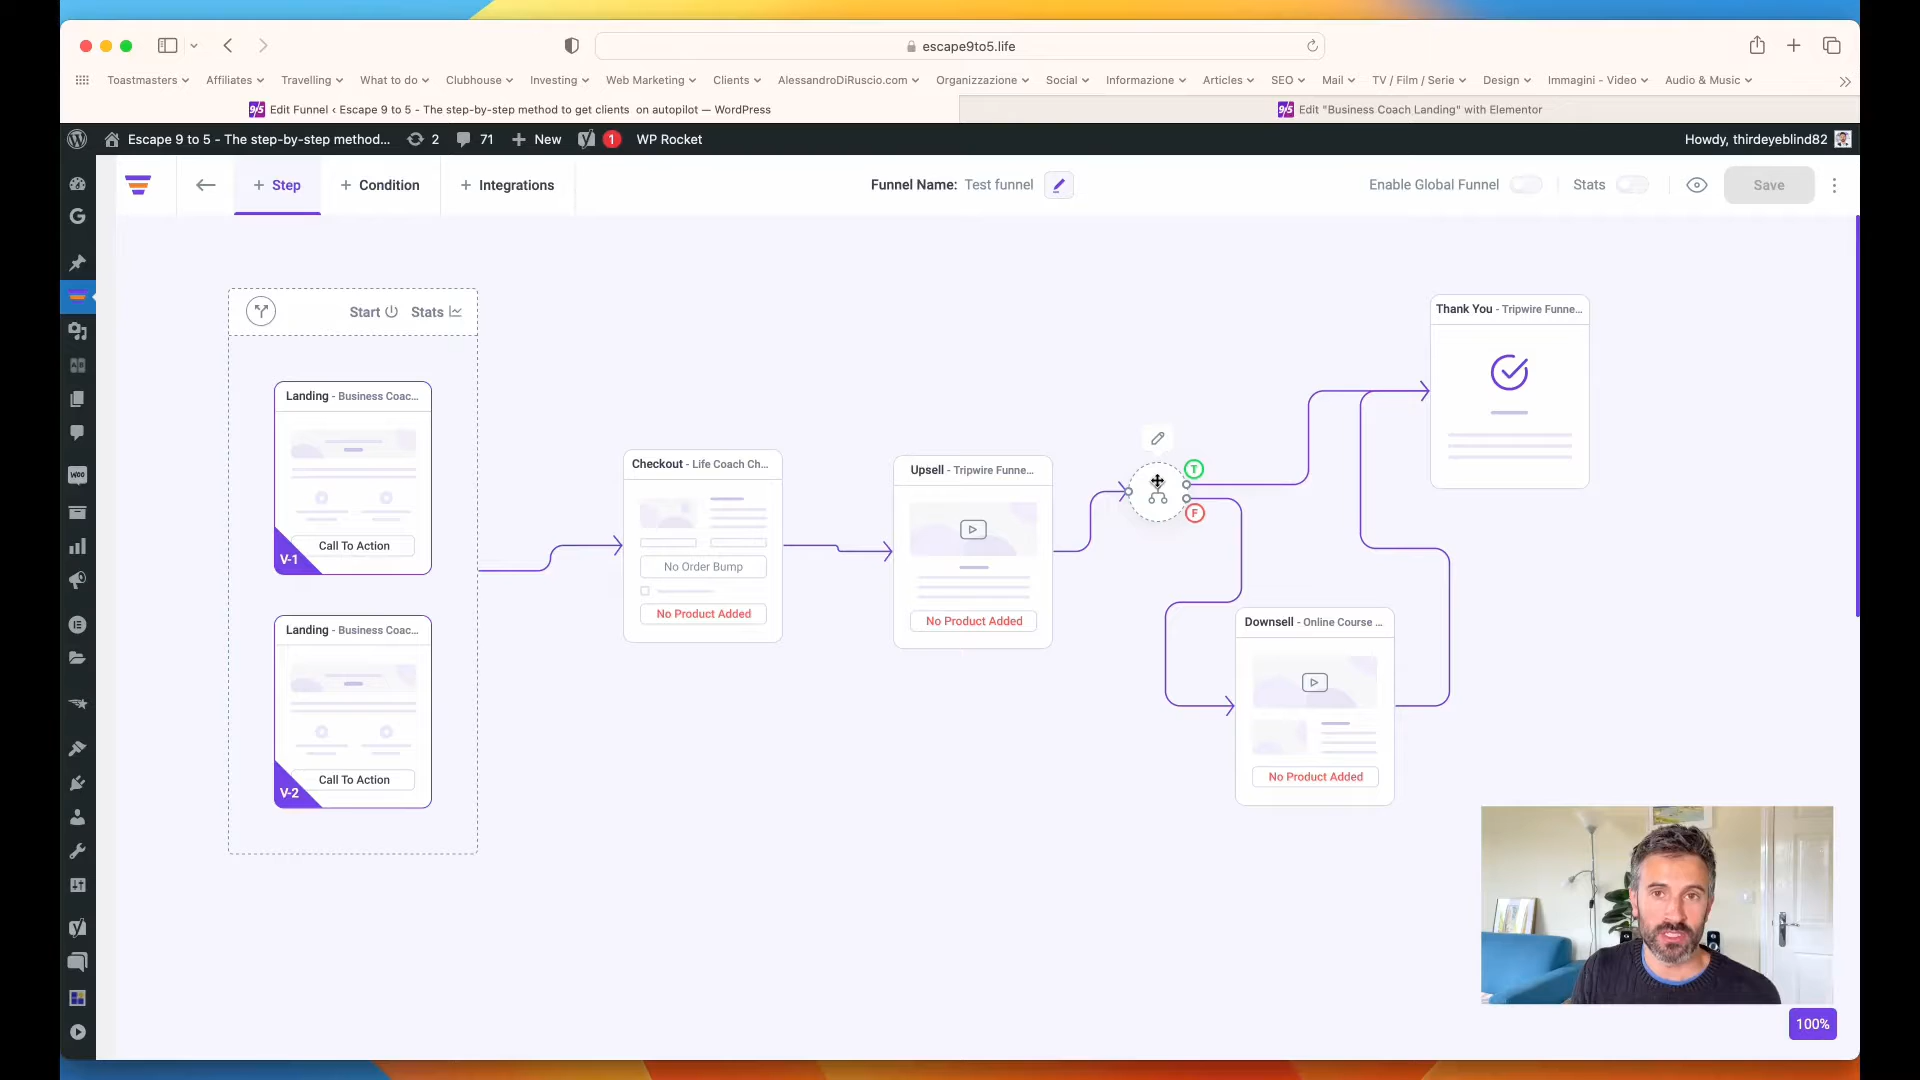 escape9to5.life
Toastmasters Affiliates Travelling What to do Clubhouse Investing Web Marketing Clients AlessandroDiRuscio.com Organizzazione Social Informazione Articles SEO Mail TV / Film / Serie Design Immagini - Video Audio & Music
9/5 Edit Funnel ‹ Escape 9 to 5 - The step-by-step method to get clients on autopilot — WordPress
9/5 Edit "Business Coach Landing" with Elementor
Escape 9 to 5 - The step-by-step method... 2 71 + New 1 WP Rocket Howdy, thirdeyeblind82
+ Step + Condition + Integrations Funnel Name: Test funnel Enable Global Funnel Stats Save
Start Stats
Landing - Business Coac...
Call To Action
V-1
Landing - Business Coac...
Call To Action
V-2
Checkout - Life Coach Ch...
No Order Bump
No Product Added
Upsell - Tripwire Funne...
No Product Added
T
F
Thank You - Tripwire Funne...
Downsell - Online Course ...
No Product Added
WOO
100%